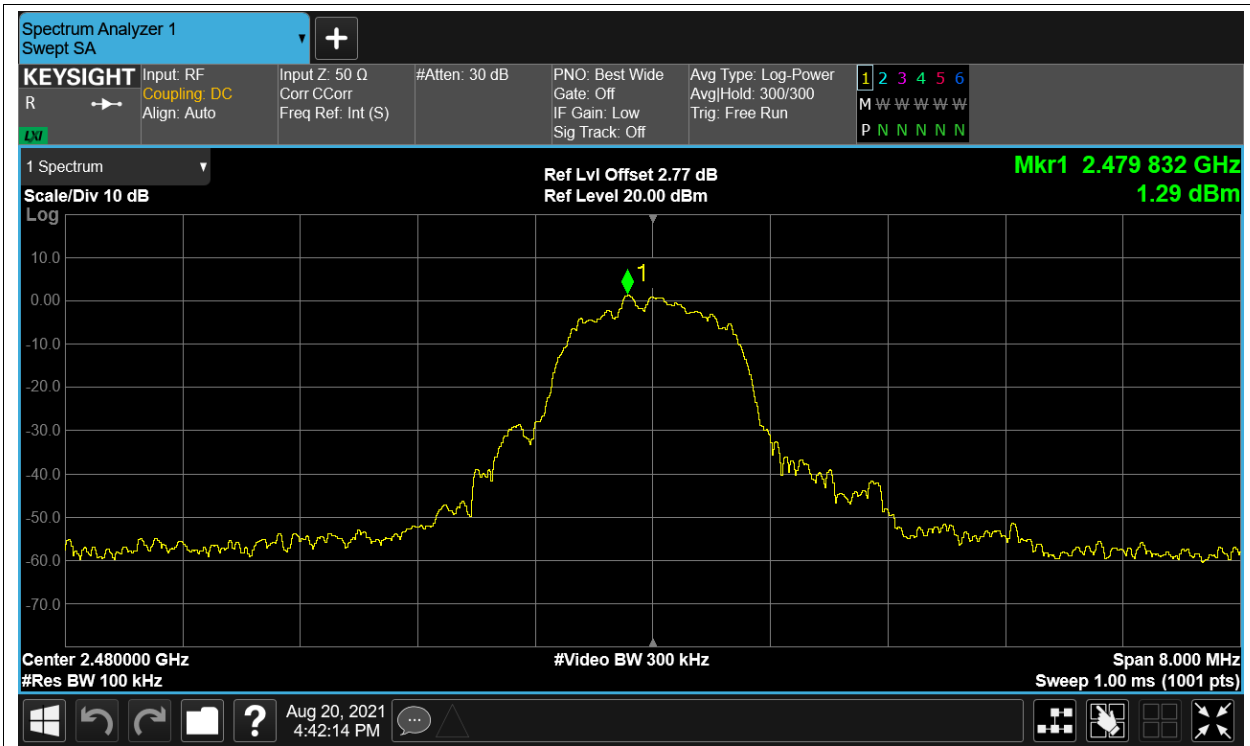 Spectrum Analyzer 1
Swept SA
+
KEYSIGHT
R
LXI
Input: RF
Coupling: DC
Align: Auto
Input Z: 50 Ω
Corr CCorr
Freq Ref: Int (S)
#Atten: 30 dB
PNO: Best Wide
Gate: Off
IF Gain: Low
Sig Track: Off
Avg Type: Log-Power
Avg|Hold: 300/300
Trig: Free Run
1 2 3 4 5 6
M W W W W W
P N N N N N
1 Spectrum
Scale/Div 10 dB
Ref Lvl Offset 2.77 dB
Ref Level 20.00 dBm
Mkr1 2.479 832 GHz
1.29 dBm
Log
10.0
0.00
-10.0
-20.0
-30.0
-40.0
-50.0
-60.0
-70.0
1
Center 2.480000 GHz
#Video BW 300 kHz
Span 8.000 MHz
#Res BW 100 kHz
Sweep 1.00 ms (1001 pts)
?
Aug 20, 2021
4:42:14 PM